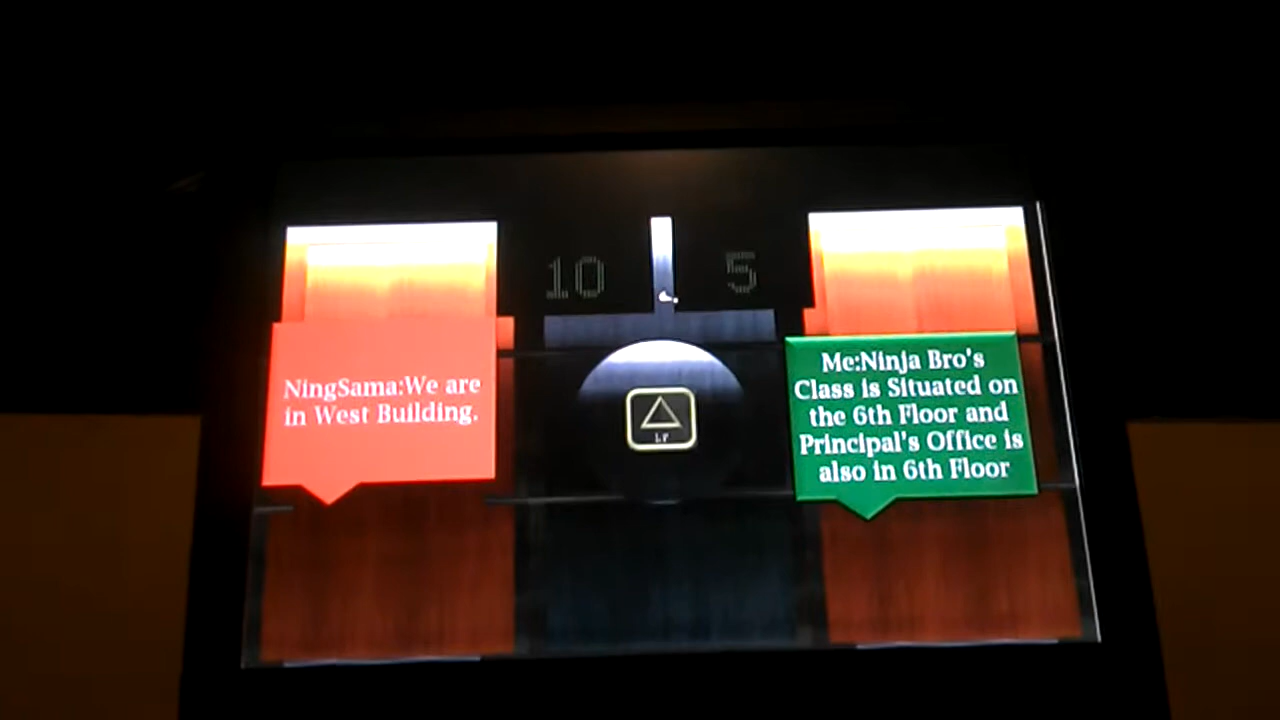 10
5
NingSama:We are
in West Building.
Me:Ninja Bro's
Class is Situated on
the 6th Floor and
Principal's Office is
also in 6th Floor